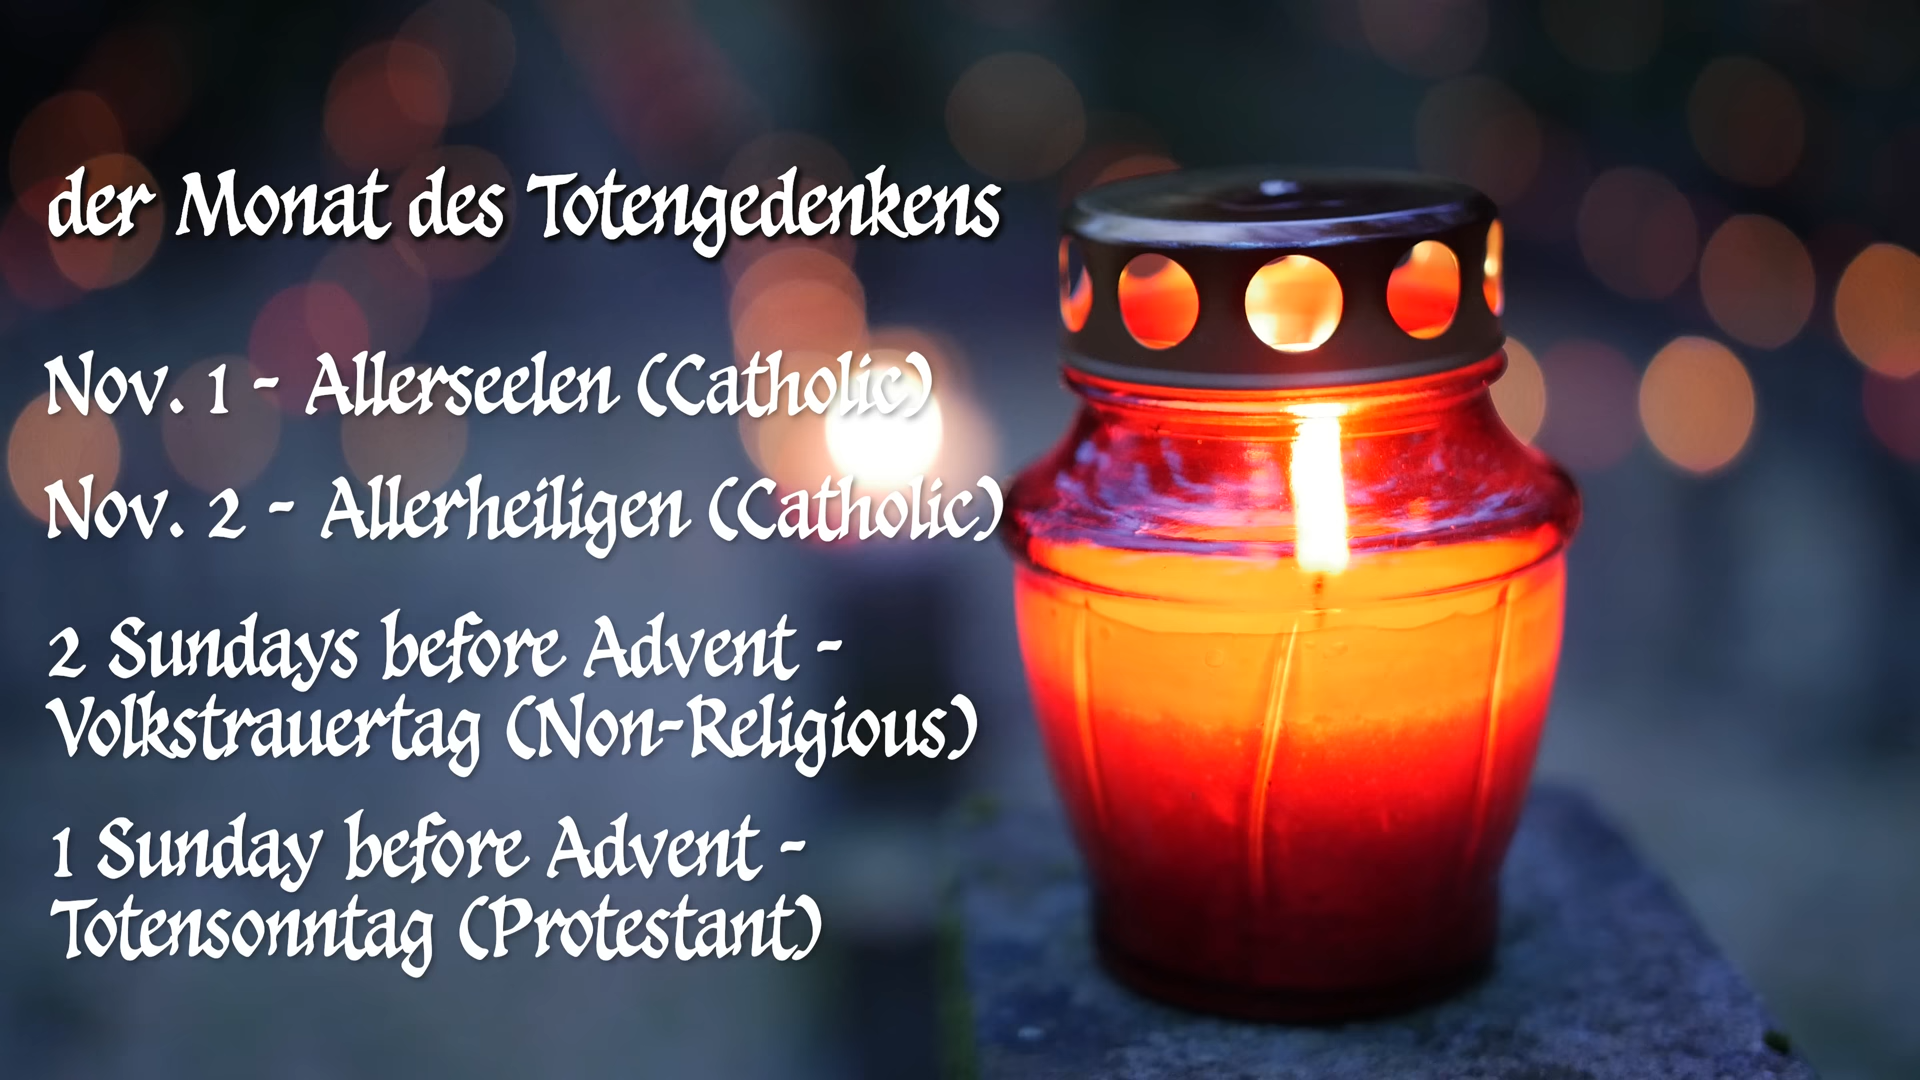 der Monat des Totengedenkens
Nov. 1 - Allerseelen (Catholic)
Nov. 2 - Allerheiligen (Catholic)
2 Sundays before Advent -
Volkstrauertag (Non-Religious)
1 Sunday before Advent -
Totensonntag (Protestant)